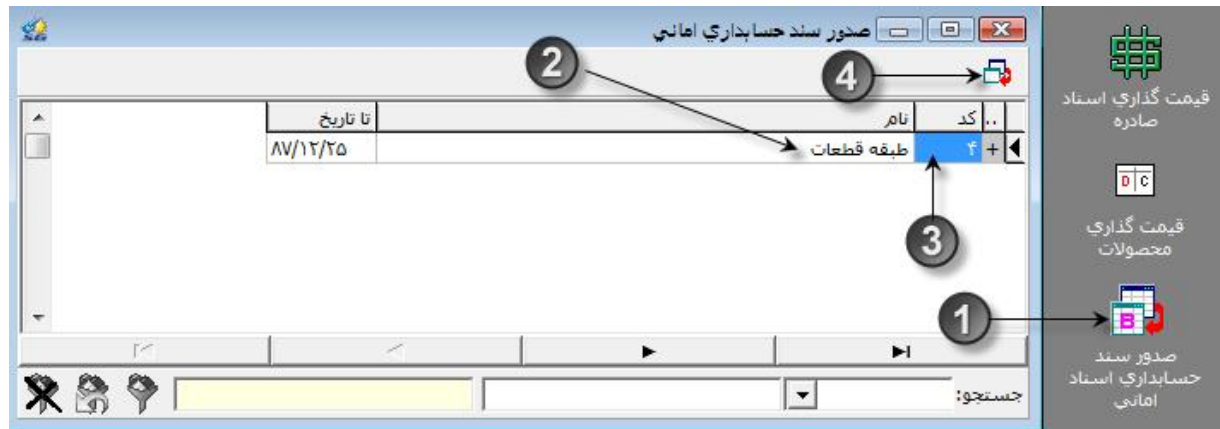 صدور سند حسابداري اماني
4
2
.. کد نام تا تاريخ
+ ۴ طبقه قطعات ۸۷/۱۲/۲۵
3
1
جستجو:
قيمت گذاري اسناد
صادره
D C
قيمت گذاري
محصولات
B
صدور سند
حسابداري اسناد
اماني